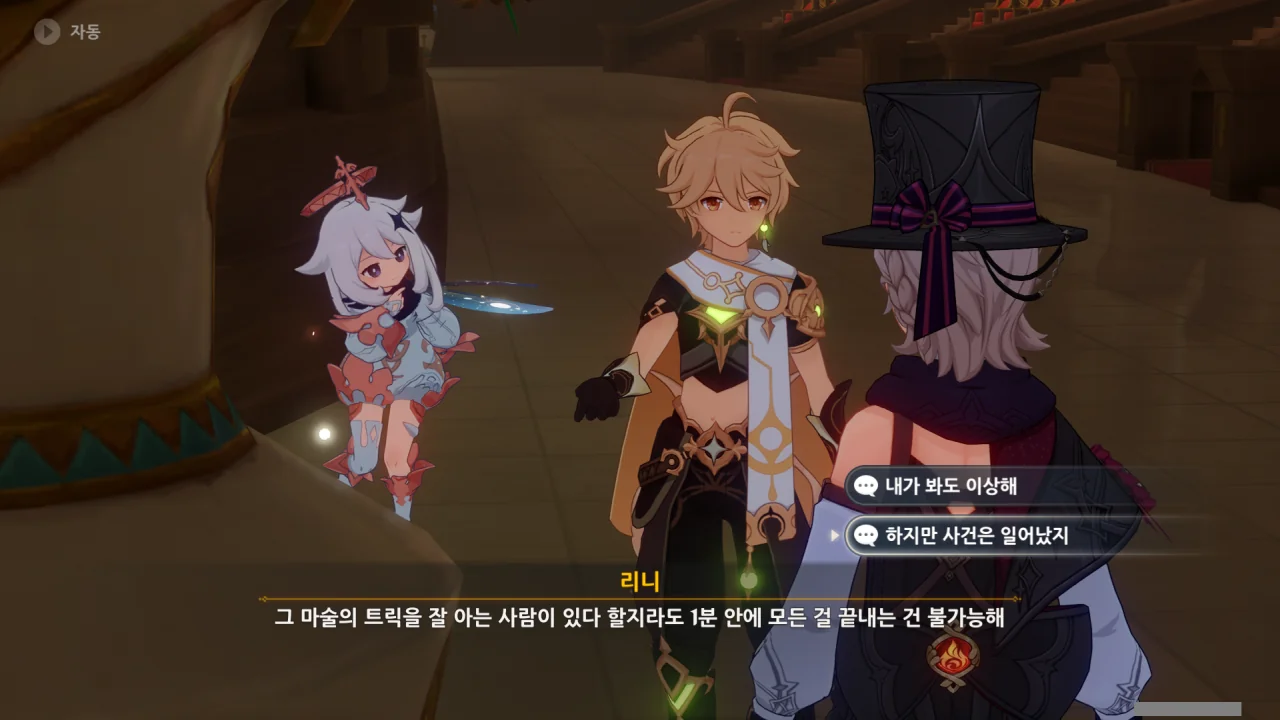 자동
내가 봐도 이상해
하지만 사건은 일어났지
리니
그 마술의 트릭을 잘 아는 사람이 있다 할지라도 1분 안에 모든 걸 끝내는 건 불가능해